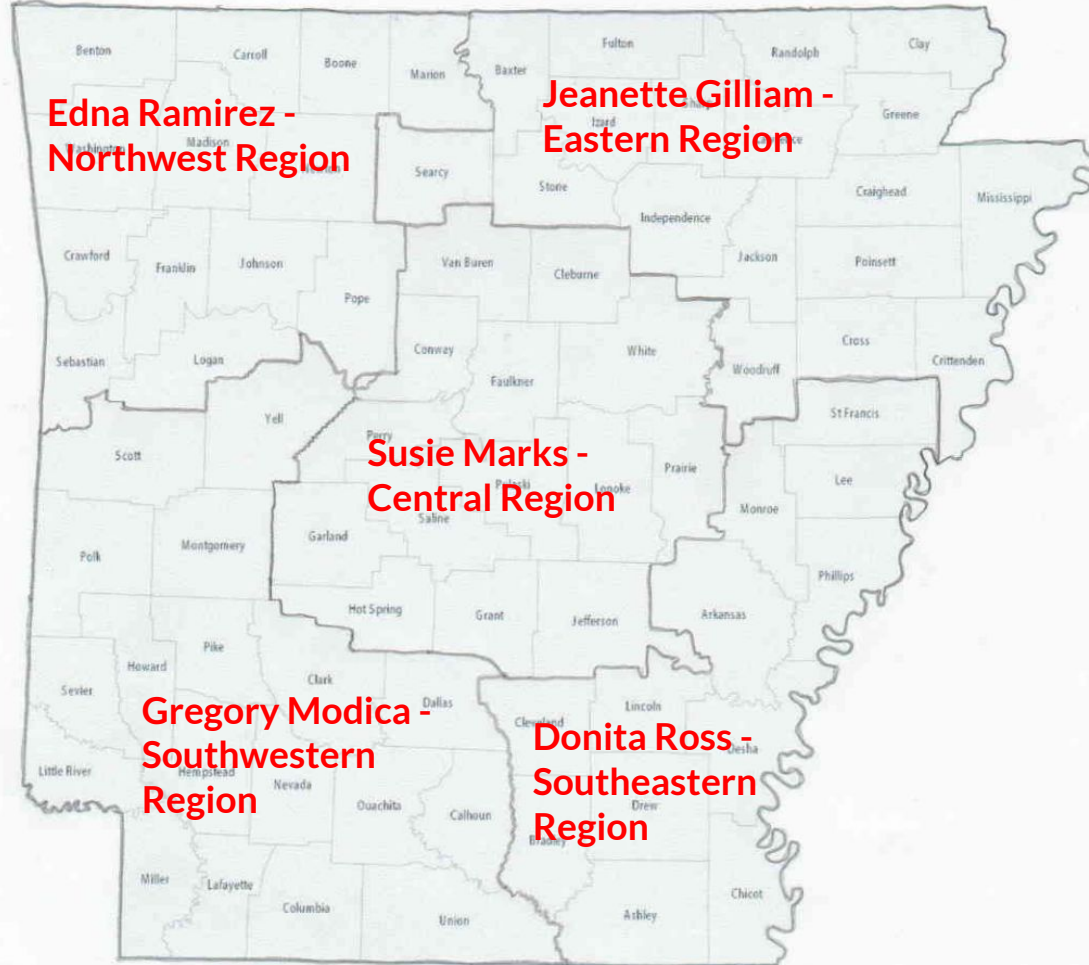 Benton
Carroll
Boone
Marion
Baxter
Fulton
Randolph
Clay
Edna Ramirez -
Northwest Region
Jeanette Gilliam -
Eastern Region
Izard
Greene
Washington
Madison
Searcy
Stone
Independence
Craighead
Mississippi
Crawford
Franklin
Johnson
Pope
Van Buren
Cleburne
Jackson
Poinsett
Sebastian
Logan
Conway
Faulkner
White
Woodruff
Cross
Crittenden
Scott
Yell
Perry
St Francis
Susie Marks -
Central Region
Pulaski
Lonoke
Prairie
Lee
Monroe
Polk
Montgomery
Garland
Saline
Phillips
Hot Spring
Grant
Jefferson
Arkansas
Sevier
Howard
Pike
Clark
Dallas
Cleveland
Lincoln
Desha
Gregory Modica -
Southwestern
Region
Donita Ross -
Southeastern
Region
Little River
Hempstead
Nevada
Ouachita
Calhoun
Drew
Bradley
Miller
Lafayette
Columbia
Union
Ashley
Chicot